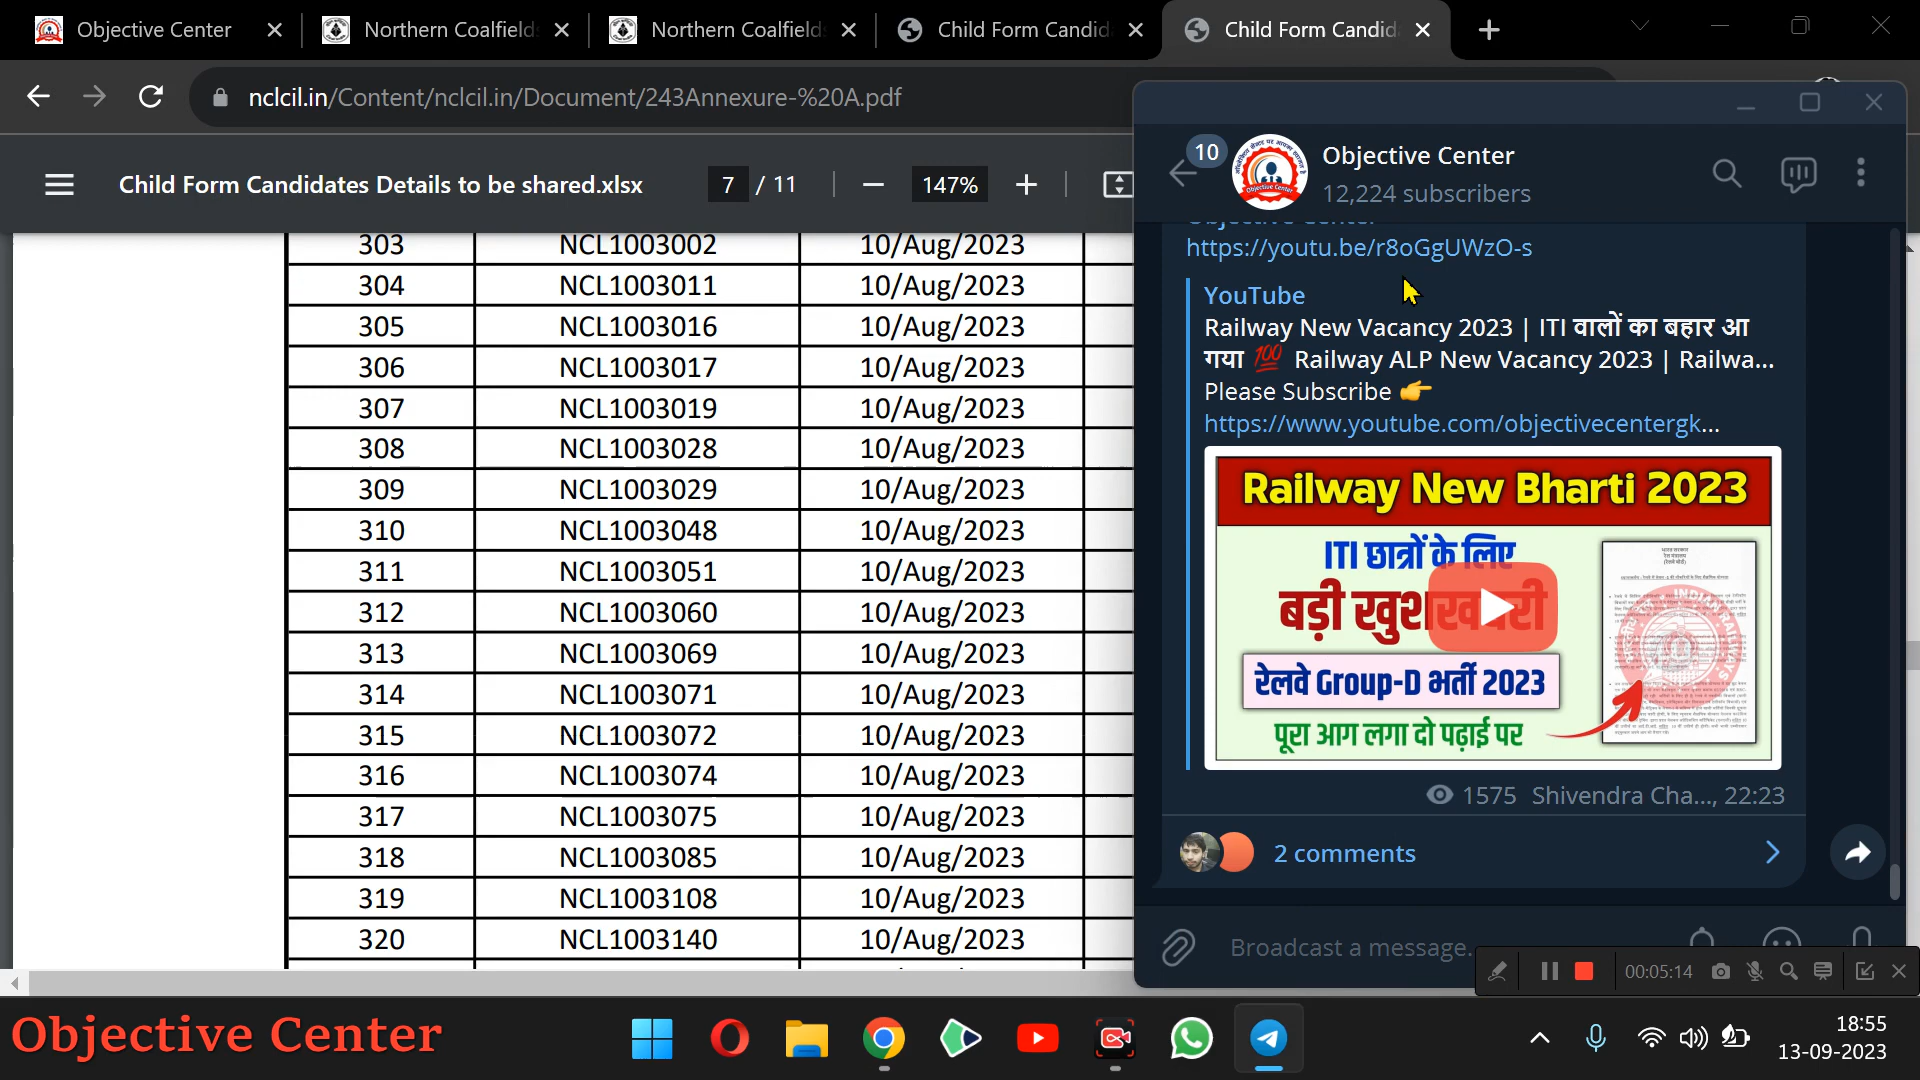 Objective Center
Northern Coalfield
Northern Coalfield
Child Form Candid
Child Form Candid
nclcil.in/Content/nclcil.in/Document/243Annexure-%20A.pdf
Child Form Candidates Details to be shared.xlsx
7 / 11
147%
303 NCL1003002 10/Aug/2023
304 NCL1003011 10/Aug/2023
305 NCL1003016 10/Aug/2023
306 NCL1003017 10/Aug/2023
307 NCL1003019 10/Aug/2023
308 NCL1003028 10/Aug/2023
309 NCL1003029 10/Aug/2023
310 NCL1003048 10/Aug/2023
311 NCL1003051 10/Aug/2023
312 NCL1003060 10/Aug/2023
313 NCL1003069 10/Aug/2023
314 NCL1003071 10/Aug/2023
315 NCL1003072 10/Aug/2023
316 NCL1003074 10/Aug/2023
317 NCL1003075 10/Aug/2023
318 NCL1003085 10/Aug/2023
319 NCL1003108 10/Aug/2023
320 NCL1003140 10/Aug/2023
10
Objective Center
12,224 subscribers
Objective Center
https://youtu.be/r8oGgUWzO-s
YouTube
Railway New Vacancy 2023 | ITI वालों का बहार आ
गया 💯 Railway ALP New Vacancy 2023 | Railwa...
Please Subscribe 👉
https://www.youtube.com/objectivecentergk...
Railway New Bharti 2023
ITI छात्रों के लिए
बड़ी खुशखबरी
रेलवे Group-D भर्ती 2023
पूरा आग लगा दो पढ़ाई पर
1575 Shivendra Cha..., 22:23
2 comments
Broadcast a message.
00:05:14
Objective Center
18:55
13-09-2023